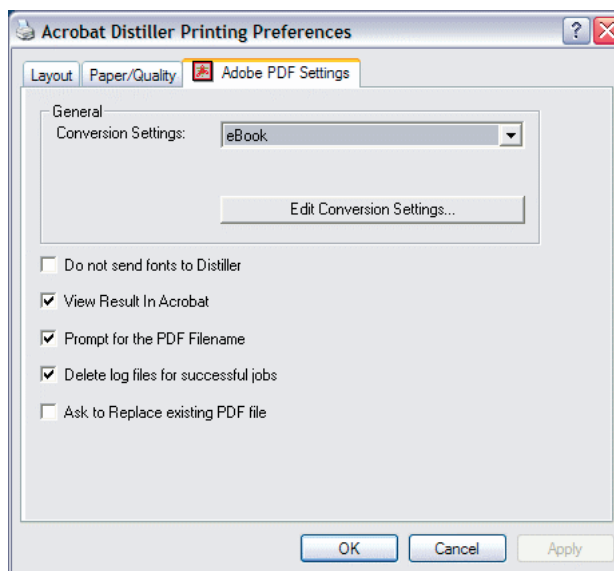 Acrobat Distiller Printing Preferences
Layout Paper/Quality Adobe PDF Settings
General
Conversion Settings: eBook
Edit Conversion Settings...
Do not send fonts to Distiller
View Result In Acrobat
Prompt for the PDF Filename
Delete log files for successful jobs
Ask to Replace existing PDF file
OK Cancel Apply